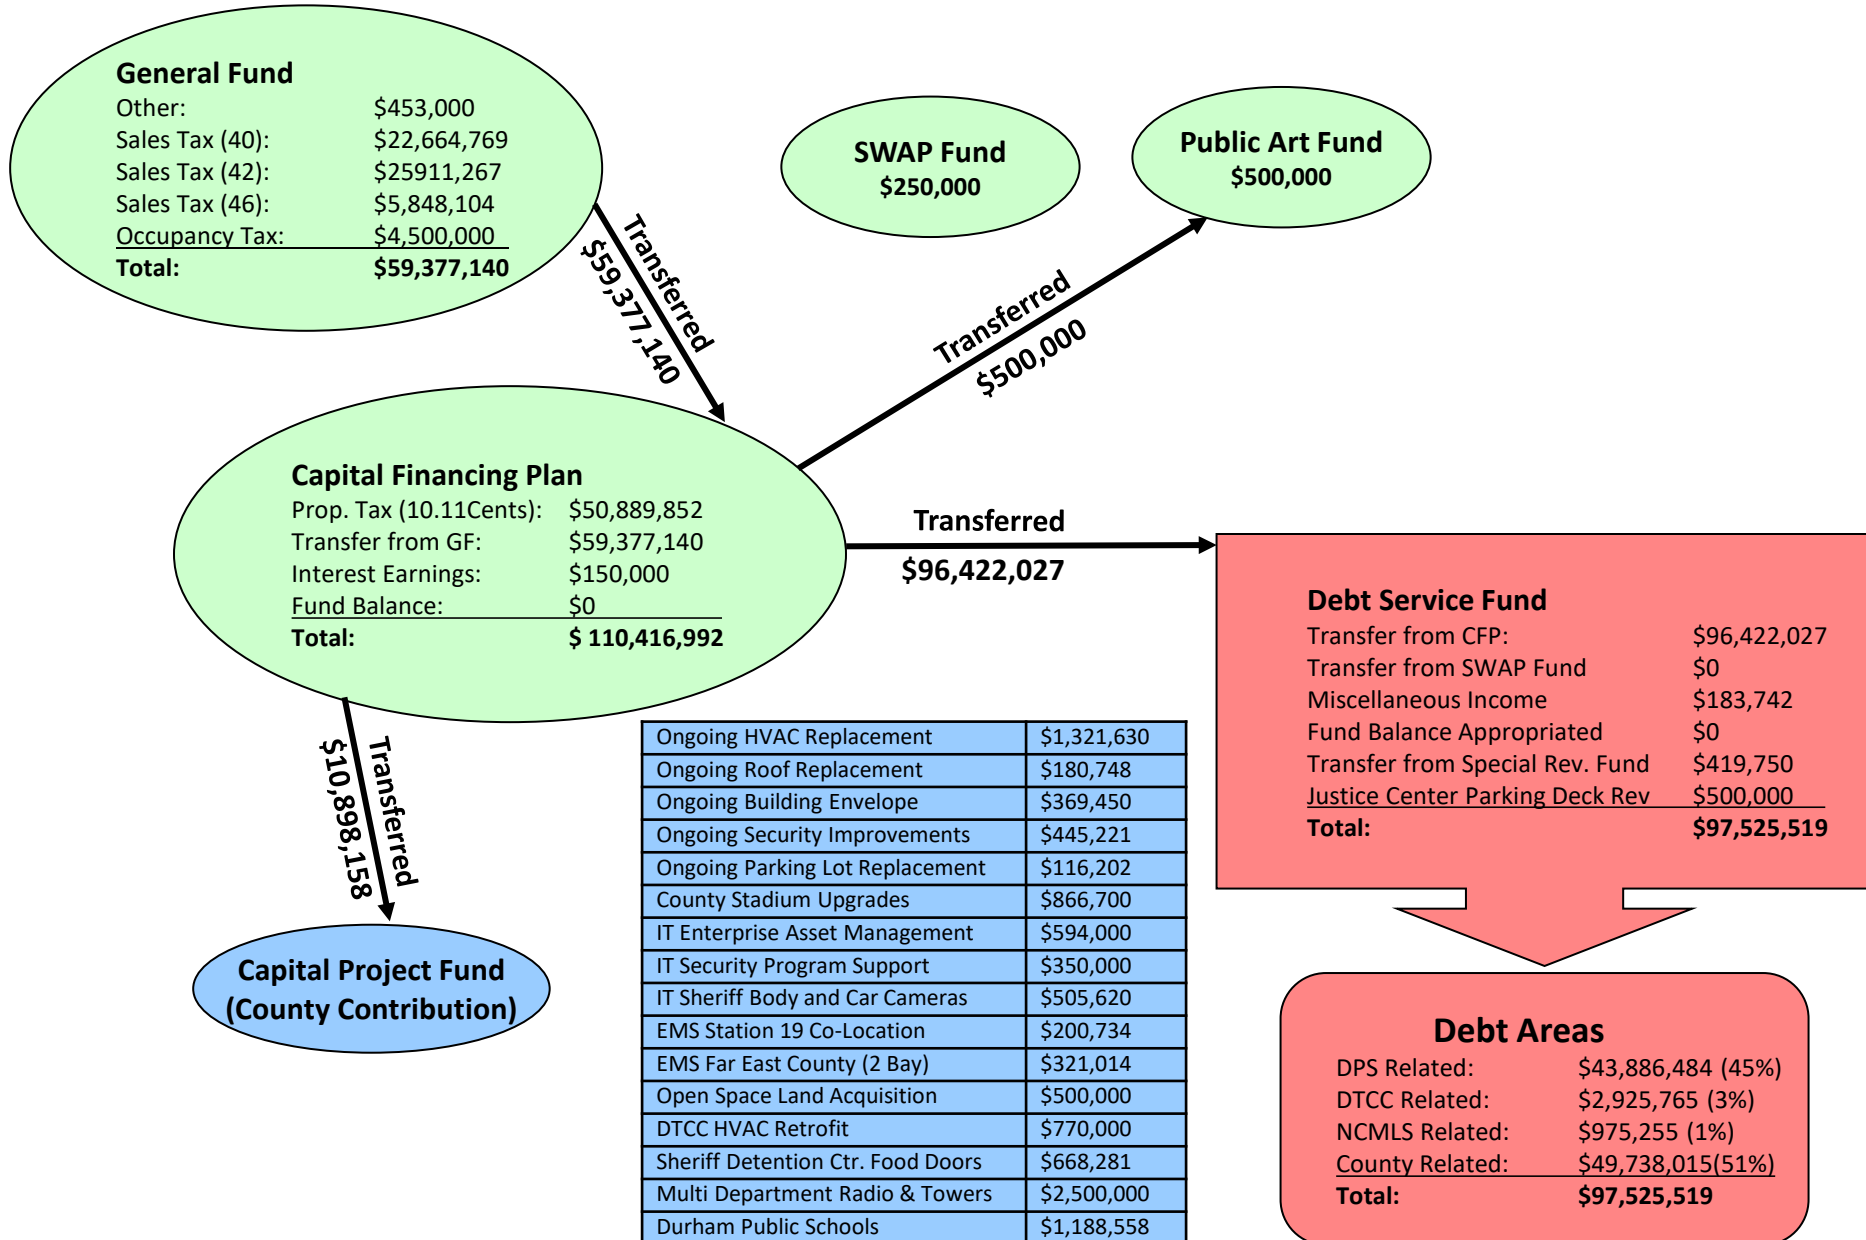 General Fund
Other: $453,000
Sales Tax (40): $22,664,769
Sales Tax (42): $25911,267
Sales Tax (46): $5,848,104
Occupancy Tax: $4,500,000
Total: $59,377,140
SWAP Fund
$250,000
Public Art Fund
$500,000
Transferred
$59,377,140
Transferred
$500,000
Capital Financing Plan
Prop. Tax (10.11Cents): $50,889,852
Transfer from GF: $59,377,140
Interest Earnings: $150,000
Fund Balance: $0
Total: $ 110,416,992
Transferred
$96,422,027
Debt Service Fund
Transfer from CFP: $96,422,027
Transfer from SWAP Fund $0
Miscellaneous Income $183,742
Fund Balance Appropriated $0
Transfer from Special Rev. Fund $419,750
Justice Center Parking Deck Rev $500,000
Total: $97,525,519
Transferred
$10,898,158
Capital Project Fund
(County Contribution)
Ongoing HVAC Replacement $1,321,630
Ongoing Roof Replacement $180,748
Ongoing Building Envelope $369,450
Ongoing Security Improvements $445,221
Ongoing Parking Lot Replacement $116,202
County Stadium Upgrades $866,700
IT Enterprise Asset Management $594,000
IT Security Program Support $350,000
IT Sheriff Body and Car Cameras $505,620
EMS Station 19 Co-Location $200,734
EMS Far East County (2 Bay) $321,014
Open Space Land Acquisition $500,000
DTCC HVAC Retrofit $770,000
Sheriff Detention Ctr. Food Doors $668,281
Multi Department Radio & Towers $2,500,000
Durham Public Schools $1,188,558
Debt Areas
DPS Related: $43,886,484 (45%)
DTCC Related: $2,925,765 (3%)
NCMLS Related: $975,255 (1%)
County Related: $49,738,015(51%)
Total: $97,525,519